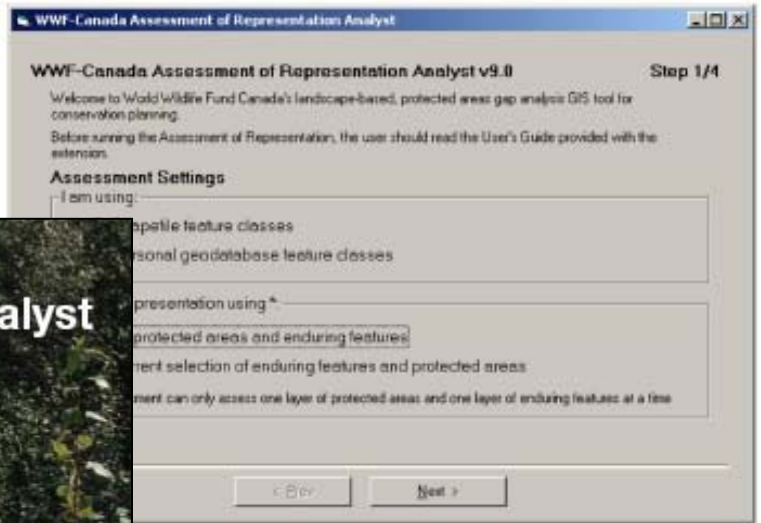 WWF-Canada Assessment of Representation Analyst
WWF-Canada Assessment of Representation Analyst v9.0 Step 1/4
Welcome to World Wildlife Fund Canada's landscape-based, protected areas gap analysis GIS tool for
conservation planning.
Before running the Assessment of Representation, the user should read the User's Guide provided with the
extension.
Assessment Settings
I am using:
apefile feature classes
rsonal geodatabase feature classes
presentation using *:
protected areas and enduring features
rrent selection of enduring features and protected areas
ment can only assess one layer of protected areas and one layer of enduring features at a time
alyst
< Prev Next >